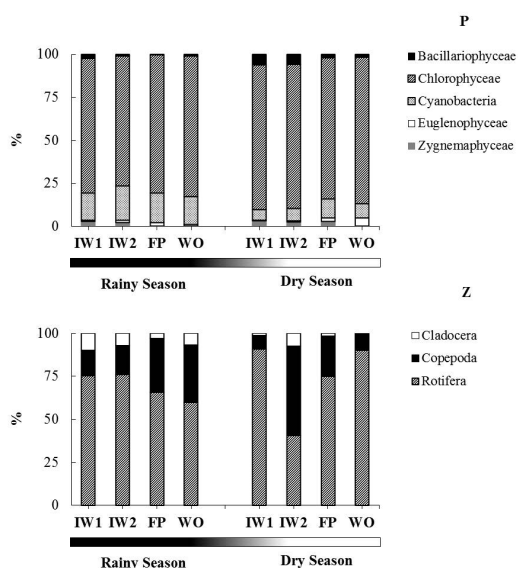 P
100
75
50
25
0
%
IW1 IW2 FP WO IW1 IW2 FP WO
Rainy Season Dry Season
Bacillariophyceae
Chlorophyceae
Cyanobacteria
Euglenophyceae
Zygnemaphyceae
Z
100
75
50
25
0
%
IW1 IW2 FP WO IW1 IW2 FP WO
Rainy Season Dry Season
Cladocera
Copepoda
Rotifera